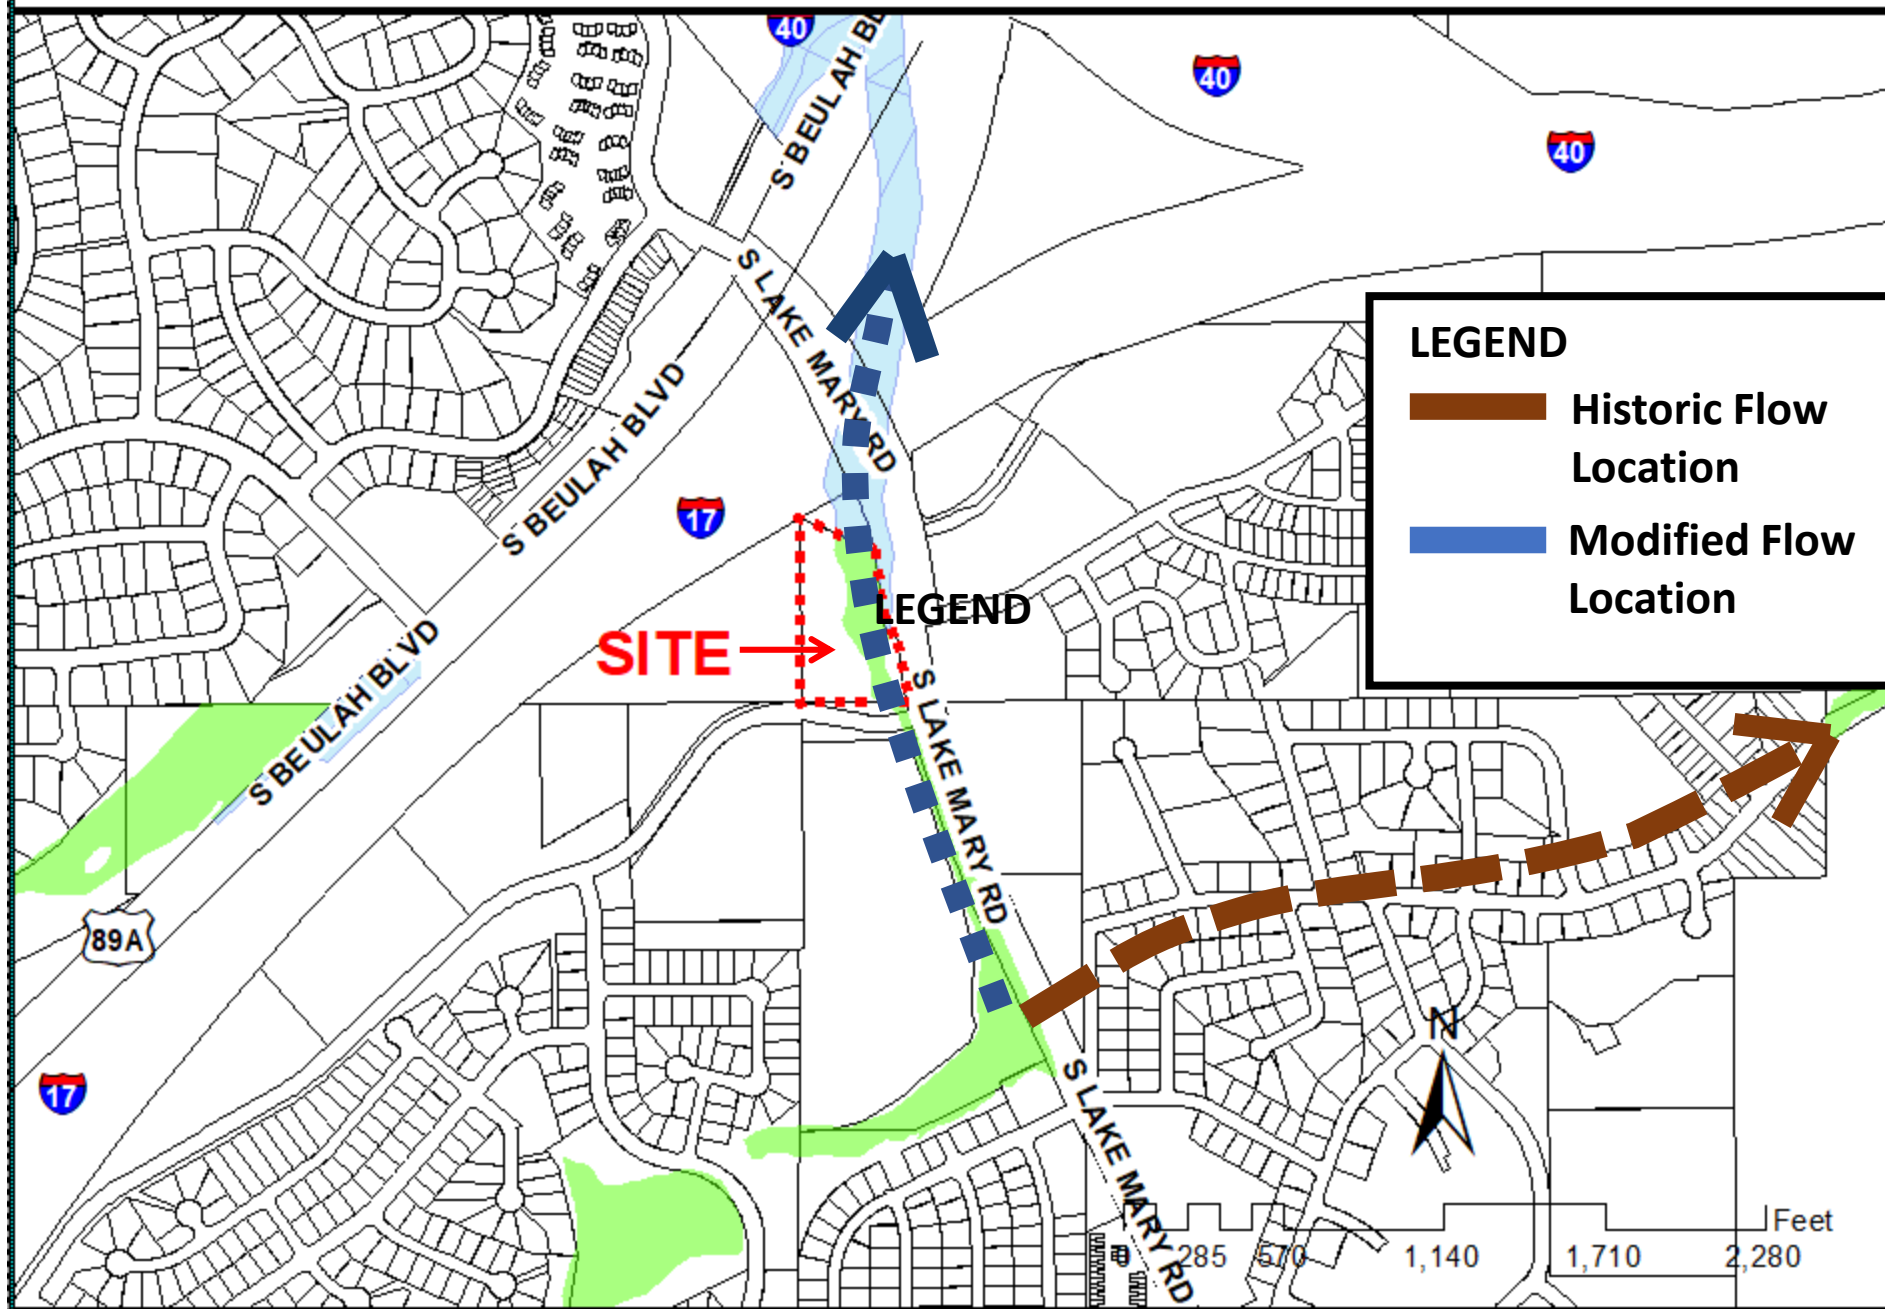 40
S BEULAH BL
40
40
S LAKE MARY RD
S BEULAH BLVD
17
LEGEND
Historic Flow
Location
Modified Flow
Location
LEGEND
SITE
S BEULAH BLVD
S LAKE MARY RD
89A
17
N
S LAKE MARY RD
Feet
0 285 570 1,140 1,710 2,280